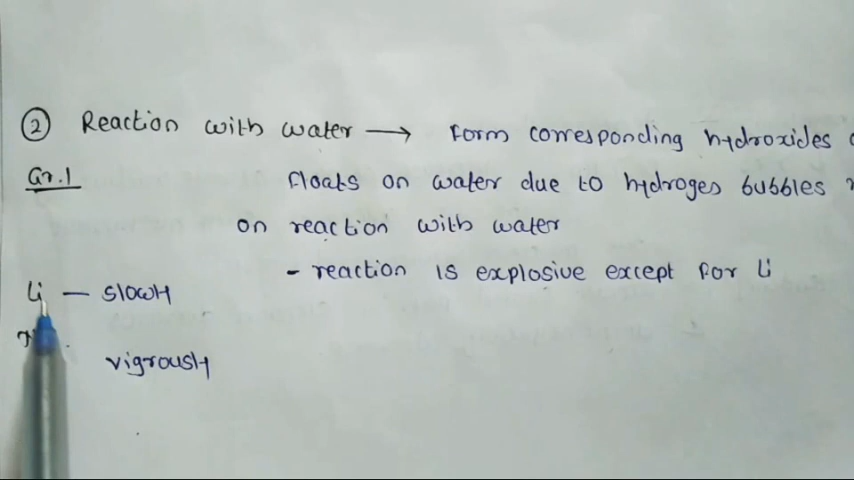 ② Reaction with water → form corresponding hydroxides
Gr.1 floats on water due to hydroges bubbles
on reaction with water
- reaction is explosive except for Li
Li — slowly
vigrously